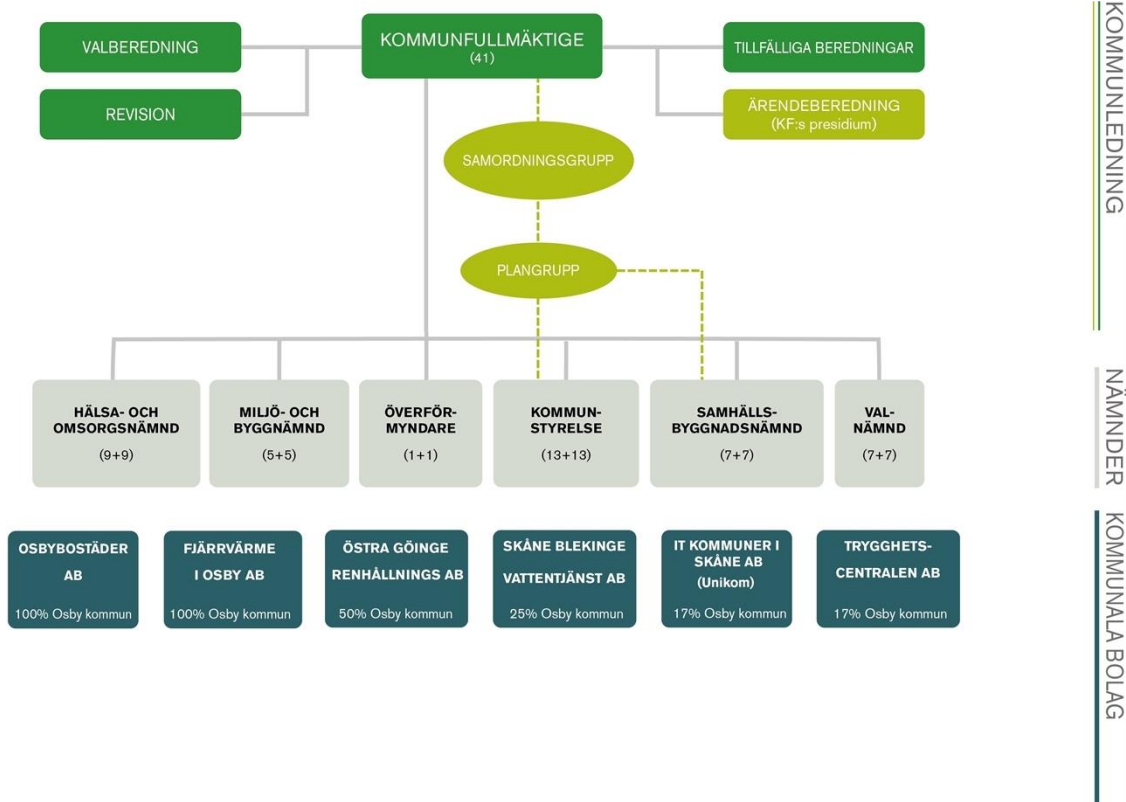 VALBEREDNING
KOMMUNFULLMÄKTIGE
(41)
TILLFÄLLIGA BEREDNINGAR
REVISION
ÄRENDEBEREDNING
(KF:s presidium)
SAMORDNINGSGRUPP
PLANGRUPP
HÄLSA- OCH
OMSORGSNÄMND
(9+9)
MILJÖ- OCH
BYGGNÄMND
(5+5)
ÖVERFÖR-
MYNDARE
(1+1)
KOMMUN-
STYRELSE
(13+13)
SAMHÄLLS-
BYGGNADSNÄMND
(7+7)
VAL-
NÄMND
(7+7)
OSBYBOSTÄDER
AB
100% Osby kommun
FJÄRRVÄRME
I OSBY AB
100% Osby kommun
ÖSTRA GÖINGE
RENHÅLLNINGS AB
50% Osby kommun
SKÅNE BLEKINGE
VATTENTJÄNST AB
25% Osby kommun
IT KOMMUNER I
SKÅNE AB
(Unikom)
17% Osby kommun
TRYGGHETS-
CENTRALEN AB
17% Osby kommun
KOMMUNLEDNING
NÄMNDER
KOMMUNALA BOLAG